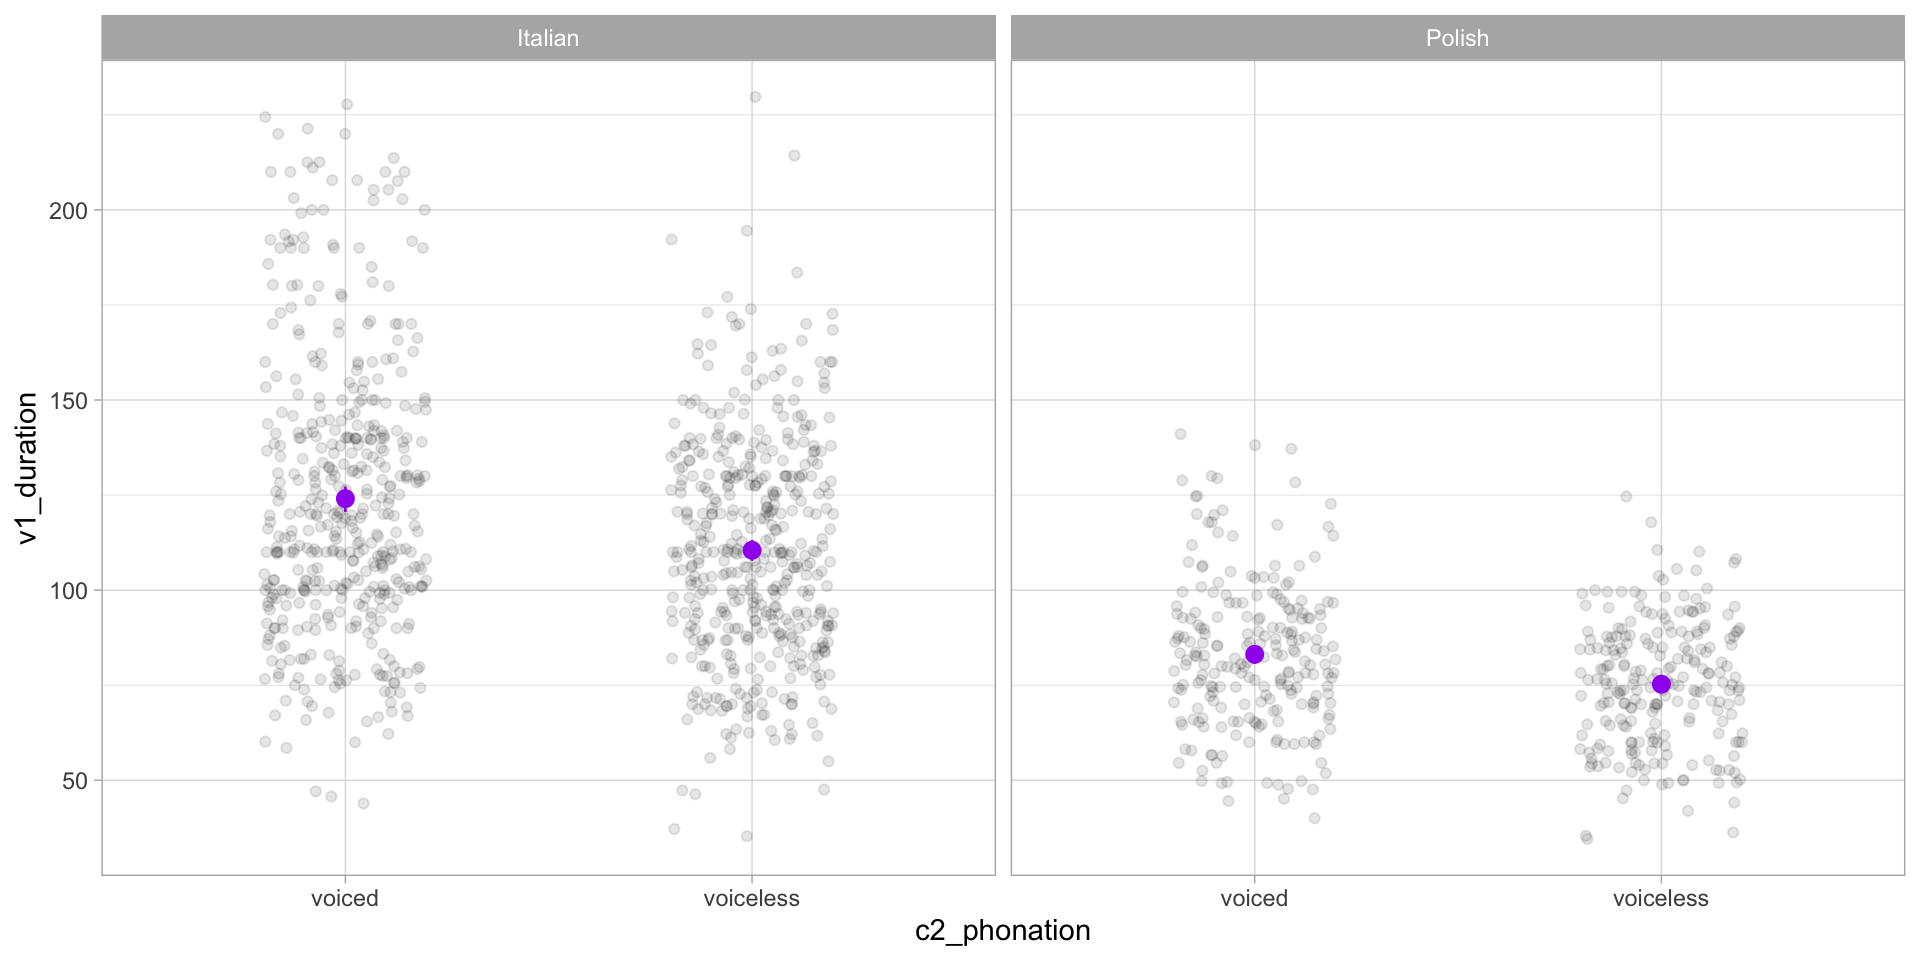 Italian
Polish
v1_duration
200
150
100
50
voiced
voiceless
voiced
voiceless
c2_phonation